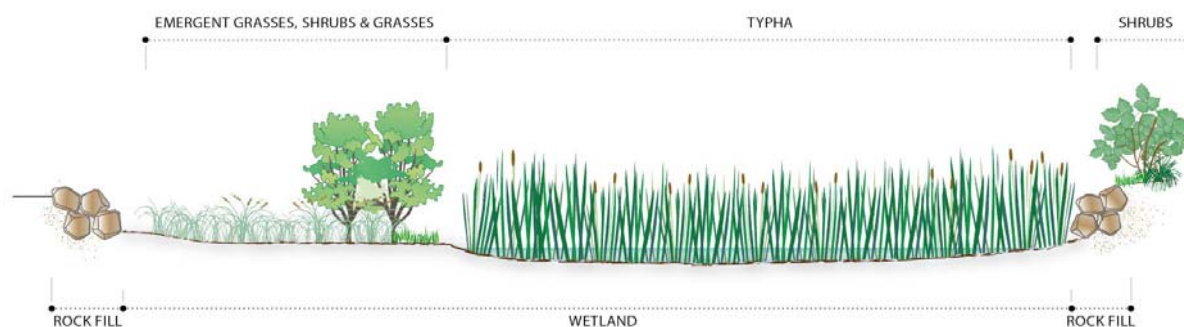 EMERGENT GRASSES, SHRUBS & GRASSES
TYPHA
SHRUBS
ROCK FILL
WETLAND
ROCK FILL